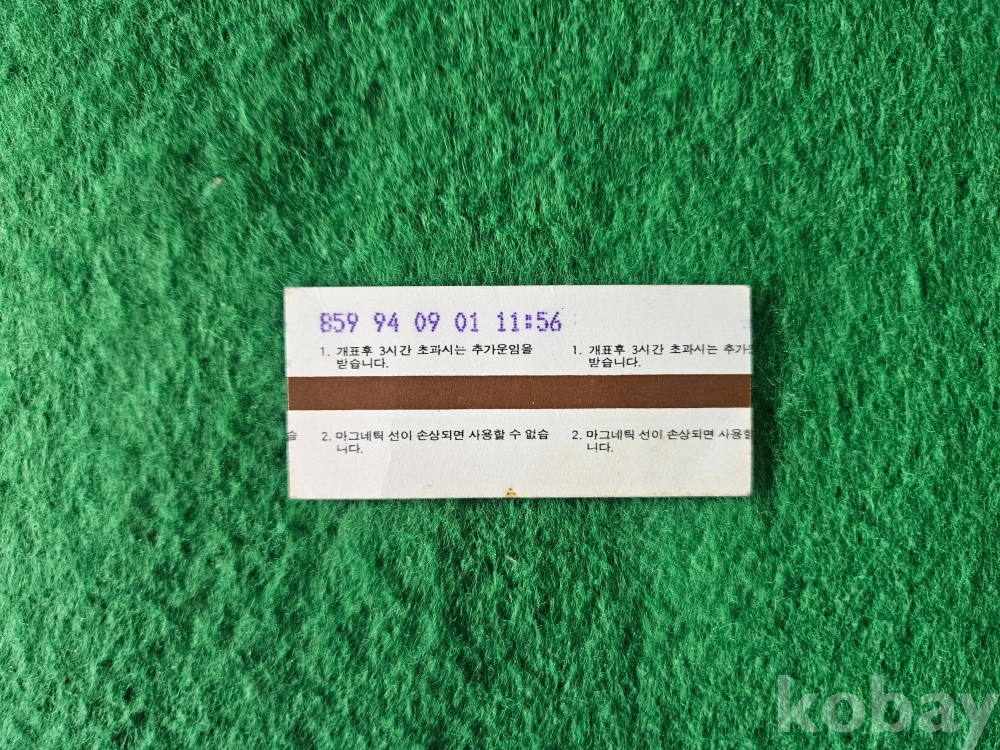 859 94 09 01 11:56
1. 개표후 3시간 초과시는 추가운임을
받습니다.
1. 개표후 3시간 초과시는 추가
받습니다.
습
2. 마그네틱 선이 손상되면 사용할 수 없습
니다.
2. 마그네틱 선이 손상되면 사용할
니다.
kobay